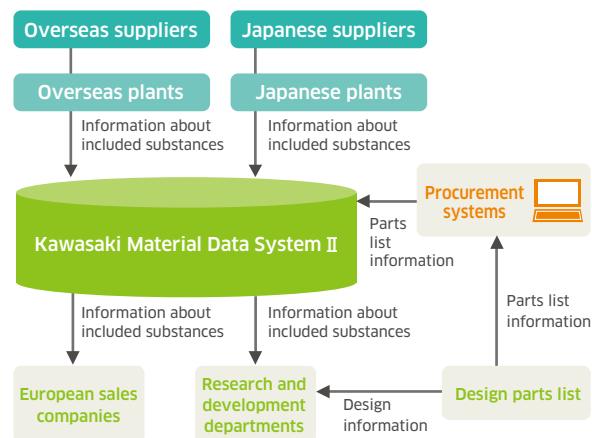 Overseas suppliers
Japanese suppliers
Overseas plants
Japanese plants
Information about
included substances
Information about
included substances
Procurement
systems
Kawasaki Material Data System Ⅱ
Parts
list
information
Parts list
information
Information about
included substances
Information about
included substances
European sales
companies
Research and
development
departments
Design
information
Design parts list